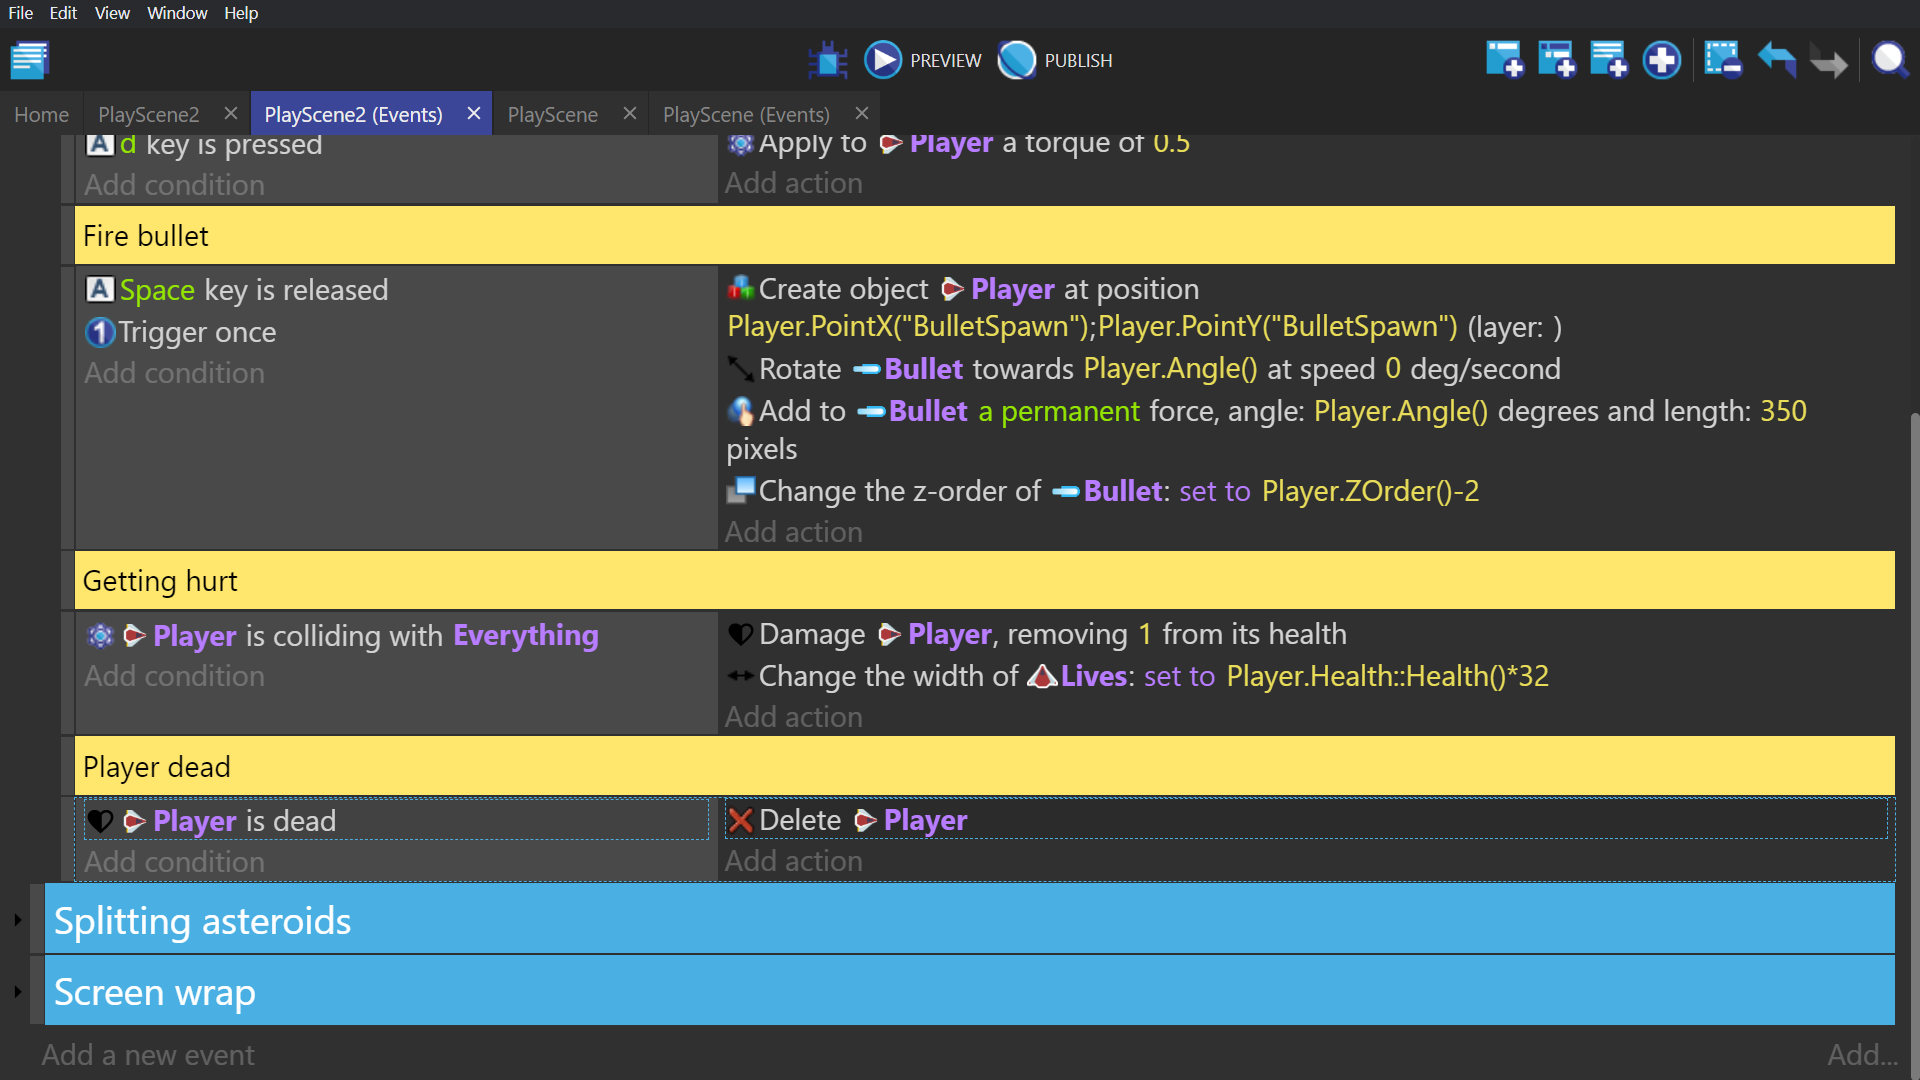 File Edit View Window Help
PREVIEW PUBLISH
Home PlayScene2 PlayScene2 (Events) PlayScene PlayScene (Events)
d key is pressed
Add condition
Apply to Player a torque of 0.5
Add action
Fire bullet
Space key is released
Trigger once
Add condition
Create object Player at position
Player.PointX("BulletSpawn");Player.PointY("BulletSpawn") (layer: )
Rotate Bullet towards Player.Angle() at speed 0 deg/second
Add to Bullet a permanent force, angle: Player.Angle() degrees and length: 350
pixels
Change the z-order of Bullet: set to Player.ZOrder()-2
Add action
Getting hurt
Player is colliding with Everything
Add condition
Damage Player, removing 1 from its health
Change the width of Lives: set to Player.Health::Health()*32
Add action
Player dead
Player is dead
Add condition
Delete Player
Add action
Splitting asteroids
Screen wrap
Add a new event
Add...